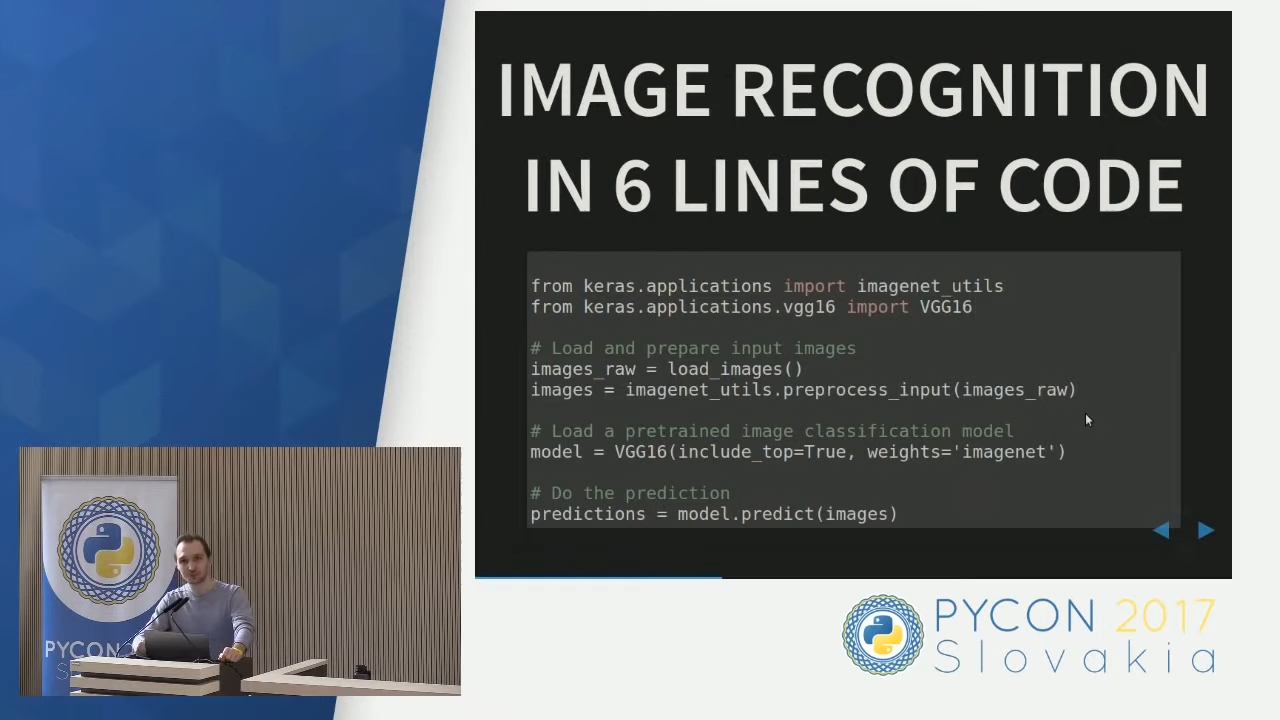 IMAGE RECOGNITION
IN 6 LINES OF CODE
from keras.applications import imagenet_utils
from keras.applications.vgg16 import VGG16
# Load and prepare input images
images_raw = load_images()
images = imagenet_utils.preprocess_input(images_raw)
# Load a pretrained image classification model
model = VGG16(include_top=True, weights='imagenet')
# Do the prediction
predictions = model.predict(images)
PYCON
PYCON 2017
Slovakia